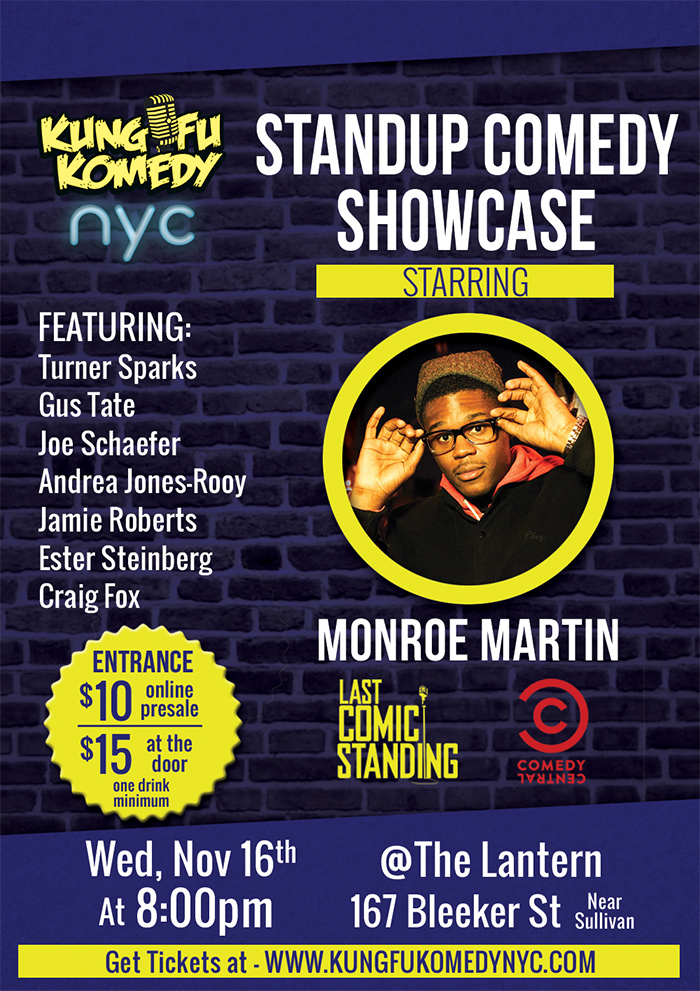 KUNG FU
KOMEDY
nyc
STANDUP COMEDY
SHOWCASE
STARRING
FEATURING:
Turner Sparks
Gus Tate
Joe Schaefer
Andrea Jones-Rooy
Jamie Roberts
Ester Steinberg
Craig Fox
MONROE MARTIN
LAST
COMIC
STANDING
COMEDY
CENTRAL
ENTRANCE
$10 online presale
$15 at the door
one drink
minimum
Wed, Nov 16th
At 8:00pm
@The Lantern
167 Bleeker St Near Sullivan
Get Tickets at - WWW.KUNGFUKOMEDYNYC.COM